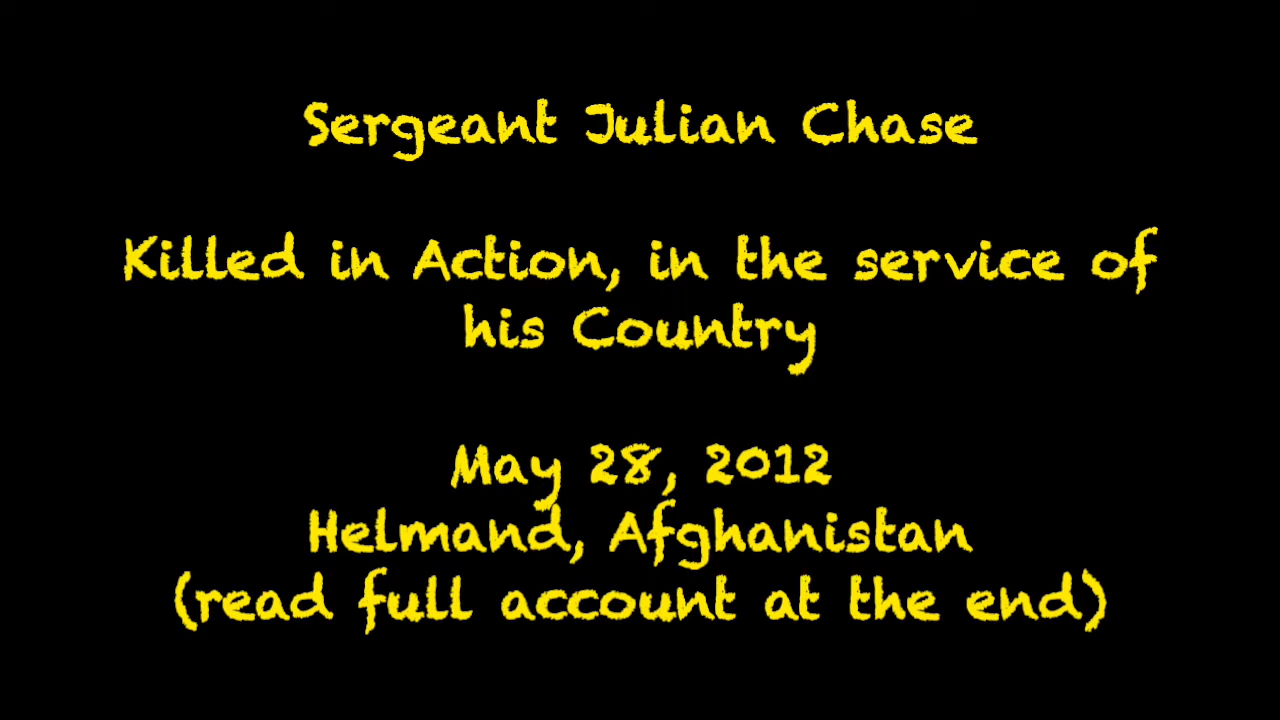 Sergeant Julian Chase
Killed in Action, in the service of
his Country
May 28, 2012
Helmand, Afghanistan
(read full account at the end)